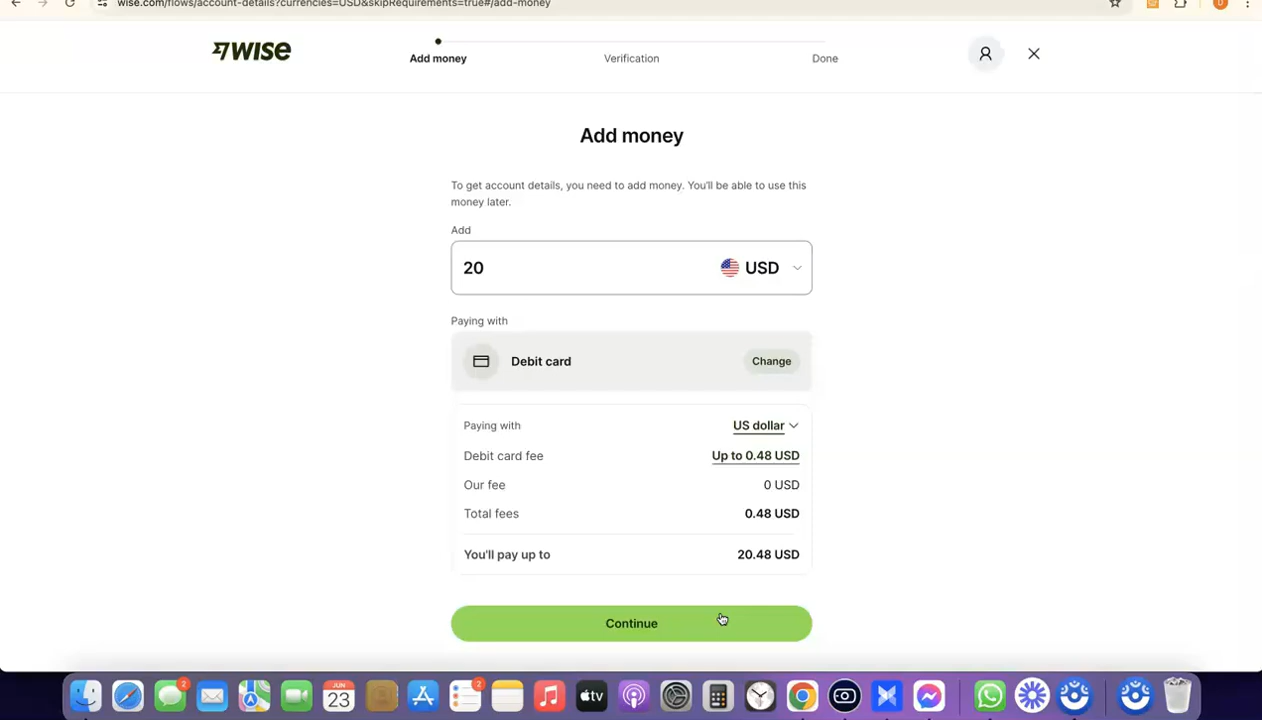 wise.com/flows/account-details?currencies=USD&skipRequirements=true#/add-money
WISE
Add money
Verification
Done
Add money
To get account details, you need to add money. You'll be able to use this
money later.
Add
20
USD
Paying with
Debit card
Change
Paying with
US dollar
Debit card fee
Up to 0.48 USD
Our fee
0 USD
Total fees
0.48 USD
You'll pay up to
20.48 USD
Continue
2
JUN
23
2
tv